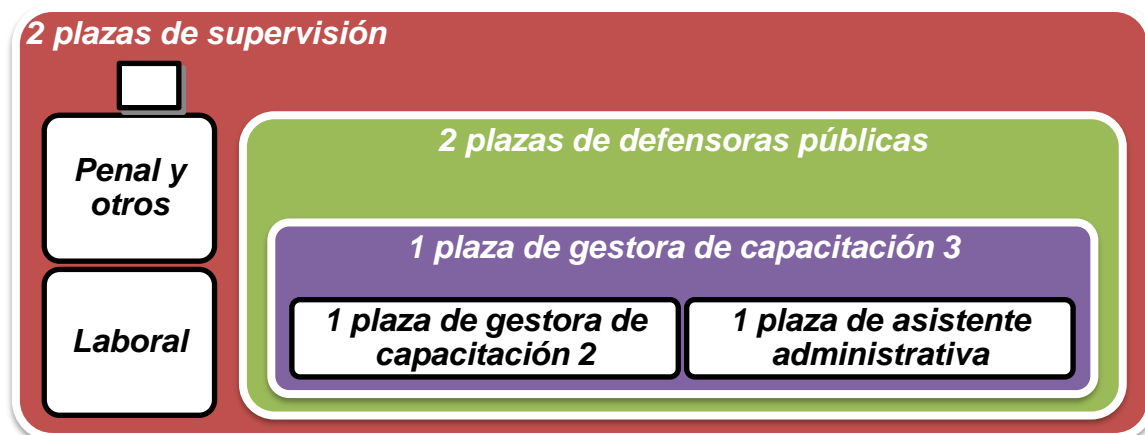 2 plazas de supervisión
Penal y
otros
Laboral
2 plazas de defensoras públicas
1 plaza de gestora de capacitación 3
1 plaza de gestora de
capacitación 2
1 plaza de asistente
administrativa